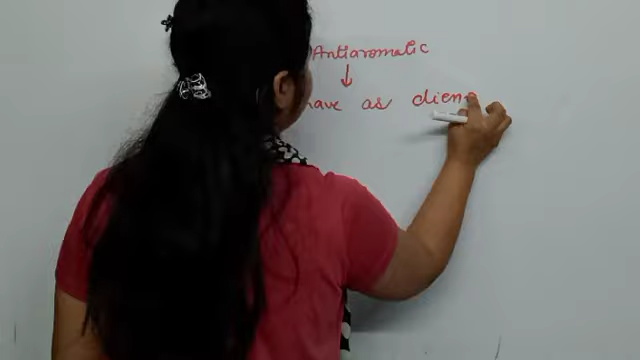 Antiaromatic
↓
have as diene